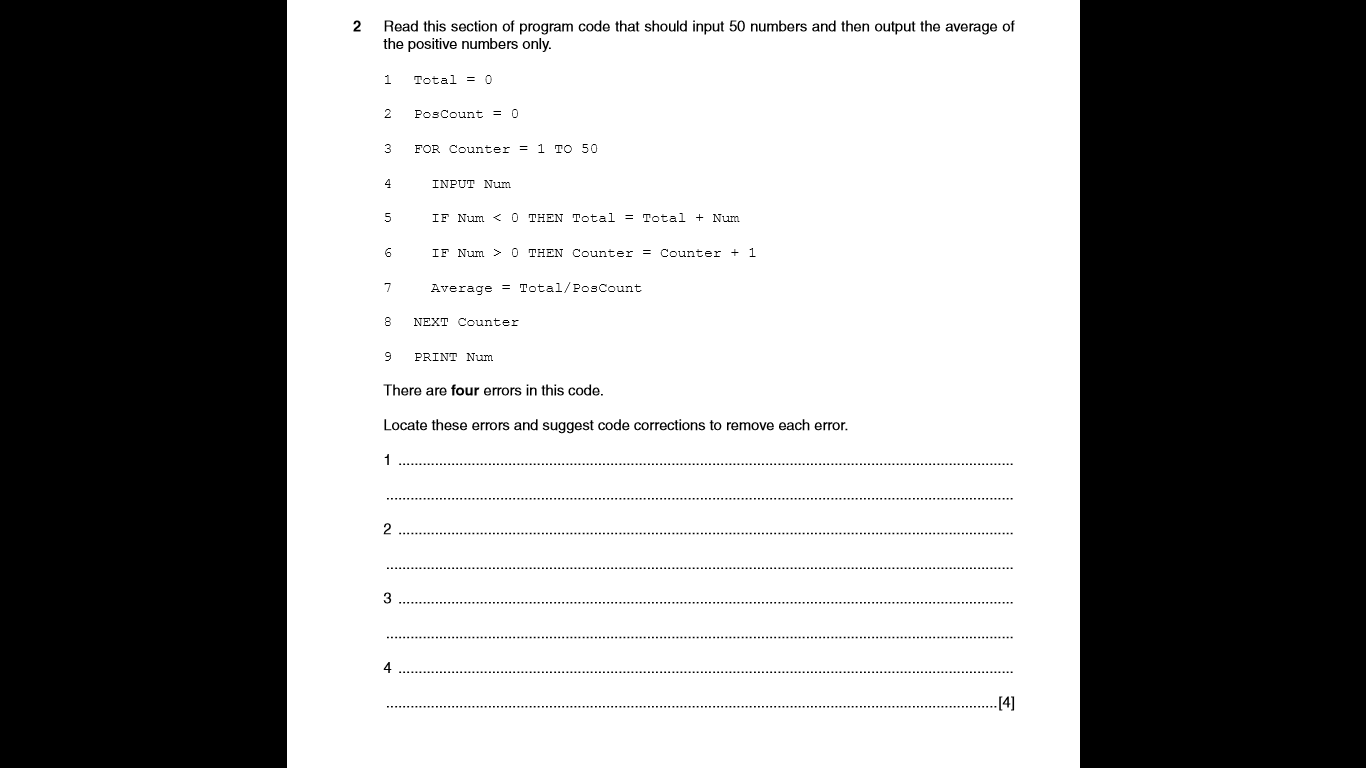 2 Read this section of program code that should input 50 numbers and then output the average of
the positive numbers only.
1 Total = 0
2 PosCount = 0
3 FOR Counter = 1 TO 50
4 INPUT Num
5 IF Num < 0 THEN Total = Total + Num
6 IF Num > 0 THEN Counter = Counter + 1
7 Average = Total/PosCount
8 NEXT Counter
9 PRINT Num
There are four errors in this code.
Locate these errors and suggest code corrections to remove each error.
1 ..........
..........
2 ..........
..........
3 ..........
..........
4 ..........
..........[4]